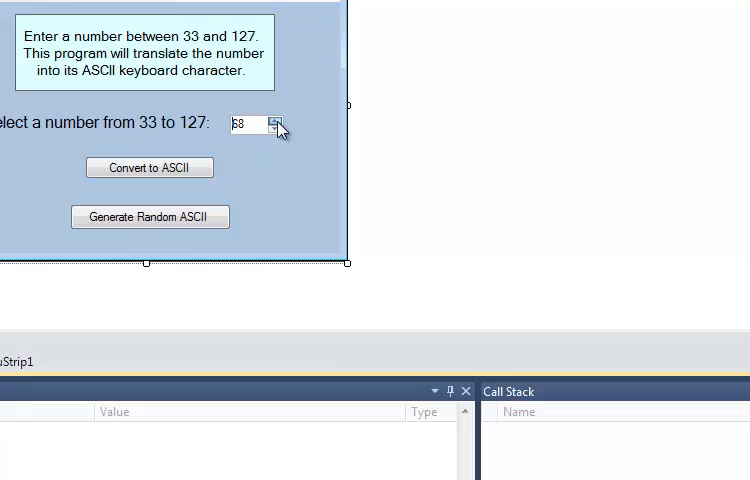 Enter a number between 33 and 127.
This program will translate the number
into its ASCII keyboard character.
elect a number from 33 to 127: 68
Convert to ASCII
Generate Random ASCII
uStrip1
Call Stack
Value Type Name